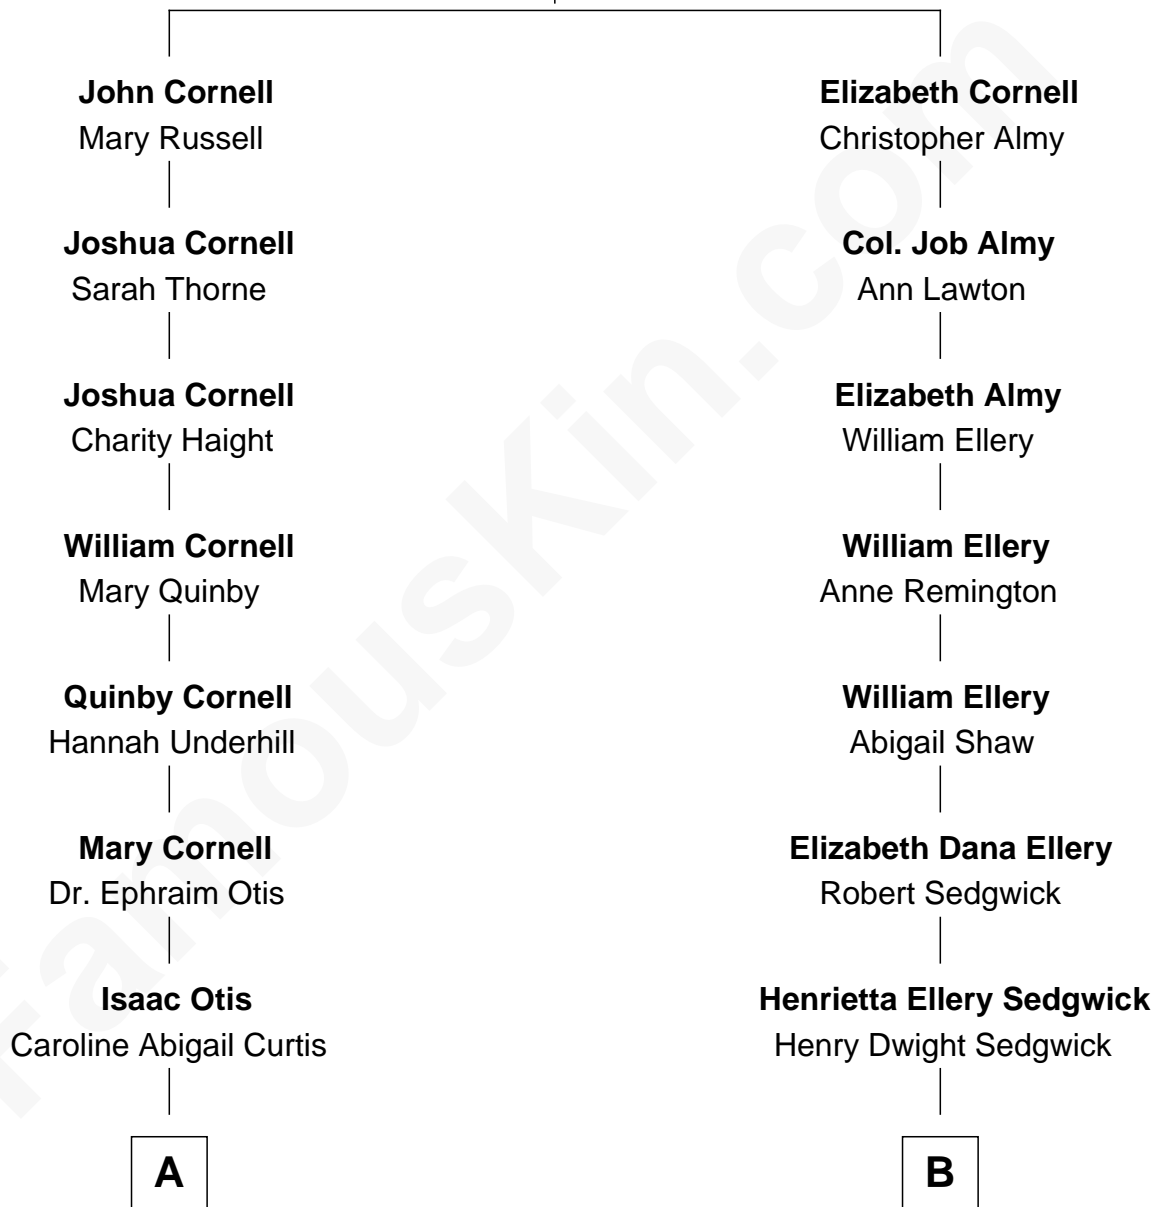 John Cornell
Mary Russell
Elizabeth Cornell
Christopher Almy
Joshua Cornell
Sarah Thorne
Col. Job Almy
Ann Lawton
Joshua Cornell
Charity Haight
Elizabeth Almy
William Ellery
William Cornell
Mary Quinby
William Ellery
Anne Remington
Quinby Cornell
Hannah Underhill
William Ellery
Abigail Shaw
Mary Cornell
Dr. Ephraim Otis
Elizabeth Dana Ellery
Robert Sedgwick
Isaac Otis
Caroline Abigail Curtis
Henrietta Ellery Sedgwick
Henry Dwight Sedgwick
A
B
FamousKin.com